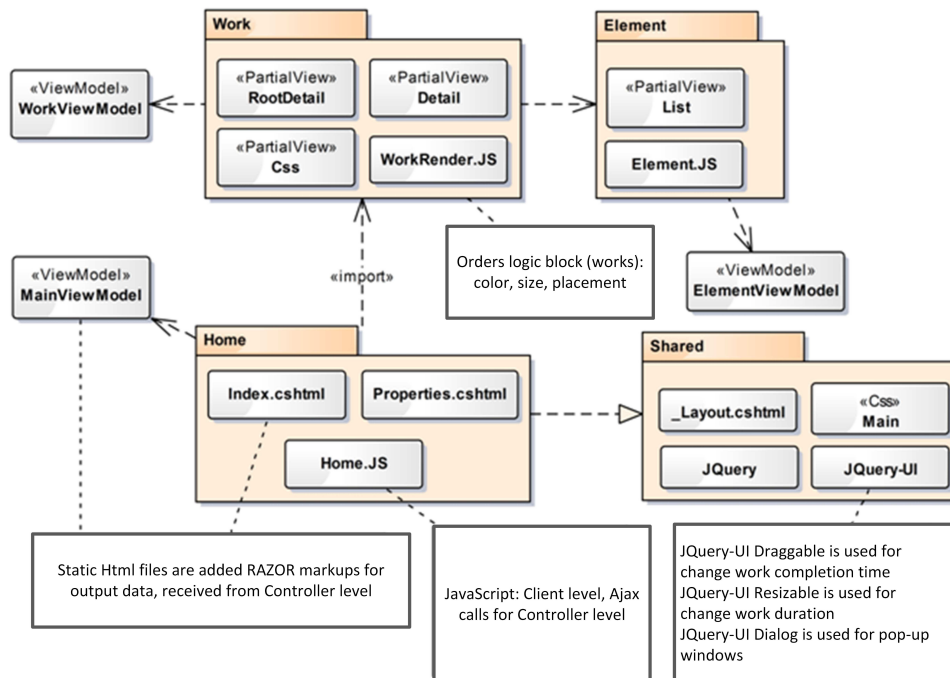 Work
«PartialView»
RootDetail
«PartialView»
Detail
«PartialView»
Css
WorkRender.JS
Element
«PartialView»
List
Element.JS
«ViewModel»
WorkViewModel
Orders logic block (works):
color, size, placement
«import»
«ViewModel»
ElementViewModel
«ViewModel»
MainViewModel
Home
Index.cshtml
Properties.cshtml
Home.JS
Shared
_Layout.cshtml
«Css»
Main
JQuery
JQuery-UI
Static Html files are added RAZOR markups for
output data, received from Controller level
JavaScript: Client level, Ajax
calls for Controller level
JQuery-UI Draggable is used for
change work completion time
JQuery-UI Resizable is used for
change work duration
JQuery-UI Dialog is used for pop-up
windows